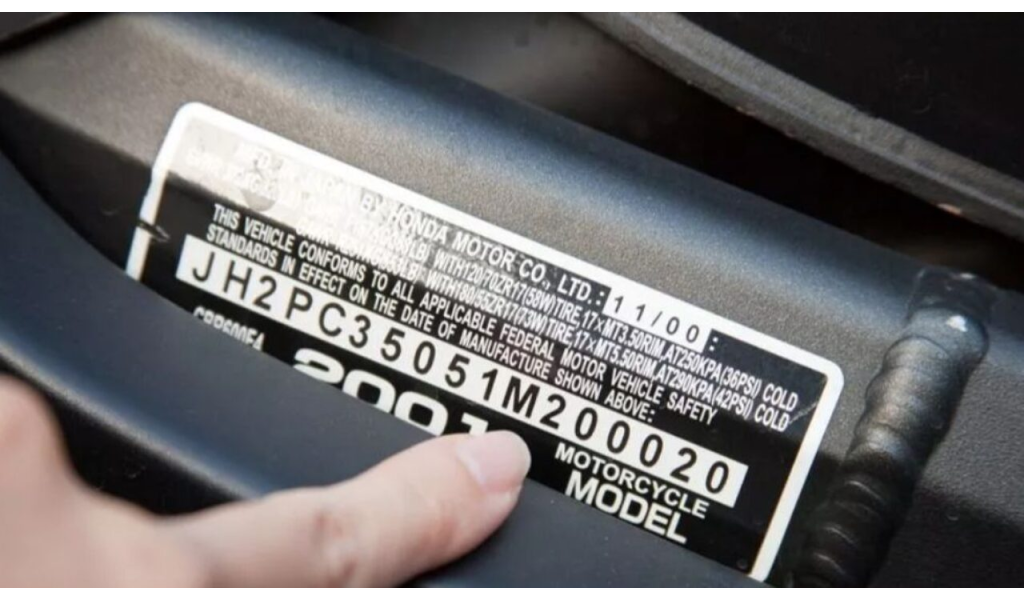 BY HONDA MOTOR CO., LTD.: 11/00 :
WITH120/70ZR17(58W)TIRE,17×MT3.50RIM,AT250KPA(36PSI) COLD
WITH180/55ZR17(73W)TIRE,17×MT5.50RIM,AT290KPA(42PSI) COLD
THIS VEHICLE CONFORMS TO ALL APPLICABLE FEDERAL MOTOR VEHICLE SAFETY
STANDARDS IN EFFECT ON THE DATE OF MANUFACTURE SHOWN ABOVE:
JH2PC35051M200020
CBR600F4
2001
MOTORCYCLE
MODEL